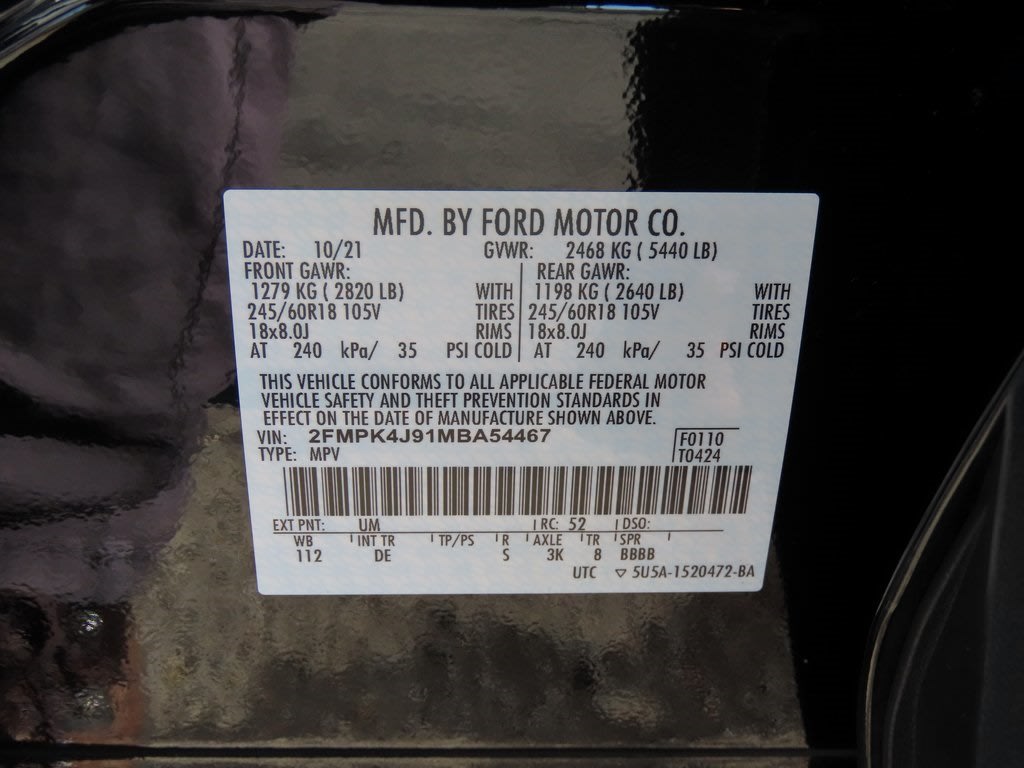 MFD. BY FORD MOTOR CO.
DATE: 10/21 GVWR: 2468 KG ( 5440 LB)
FRONT GAWR: REAR GAWR:
1279 KG ( 2820 LB) WITH 1198 KG ( 2640 LB) WITH
245/60R18 105V TIRES 245/60R18 105V TIRES
18x8.0J RIMS 18x8.0J RIMS
AT 240 kPa/ 35 PSI COLD AT 240 kPa/ 35 PSI COLD
THIS VEHICLE CONFORMS TO ALL APPLICABLE FEDERAL MOTOR
VEHICLE SAFETY AND THEFT PREVENTION STANDARDS IN
EFFECT ON THE DATE OF MANUFACTURE SHOWN ABOVE.
VIN: 2FMPK4J91MBA54467 F0110
TYPE: MPV T0424
EXT PNT: UM RC: 52 DSO:
WB INT TR TP/PS R AXLE TR SPR
112 DE S 3K 8 BBBB
UTC ▽ 5U5A-1520472-BA